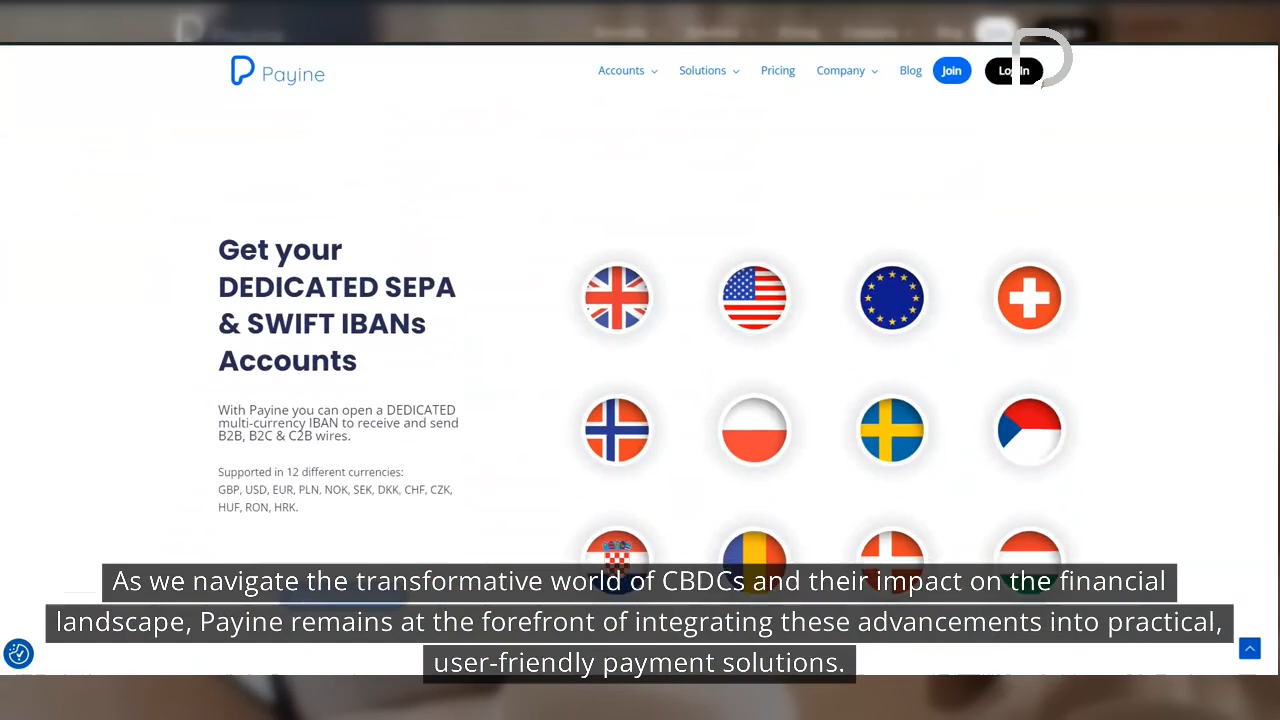 Payine
Accounts
Solutions
Pricing
Company
Blog
Join
Log In
Get your
DEDICATED SEPA
& SWIFT IBANs
Accounts
With Payine you can open a DEDICATED
multi-currency IBAN to receive and send
B2B, B2C & C2B wires.
Supported in 12 different currencies:
GBP, USD, EUR, PLN, NOK, SEK, DKK, CHF, CZK,
HUF, RON, HRK.
As we navigate the transformative world of CBDCs and their impact on the financial
landscape, Payine remains at the forefront of integrating these advancements into practical,
user-friendly payment solutions.